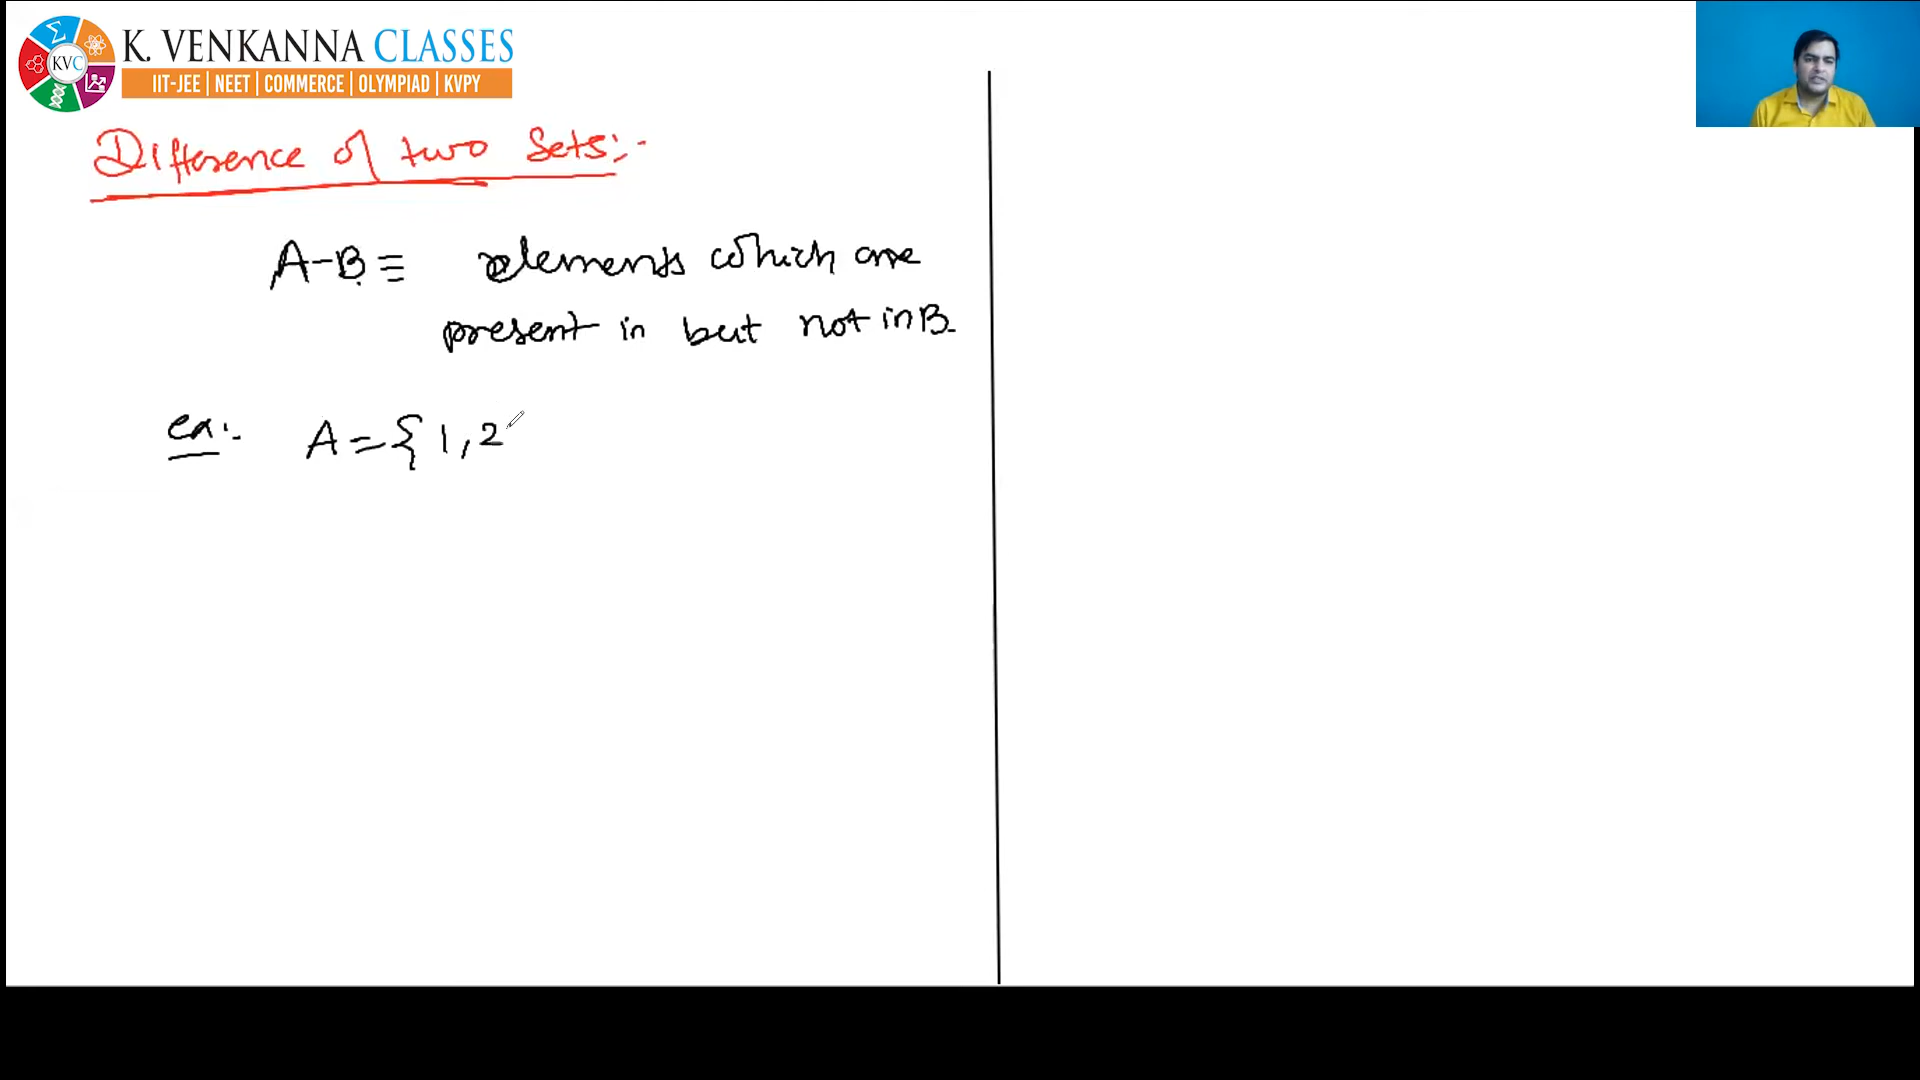 K. VENKANNA CLASSES
KVC
IIT-JEE | NEET | COMMERCE | OLYMPIAD | KVPY
Difference of two Sets:-
A-B ≡ elements which are
present in but not in B.
ex:- A = { 1, 2